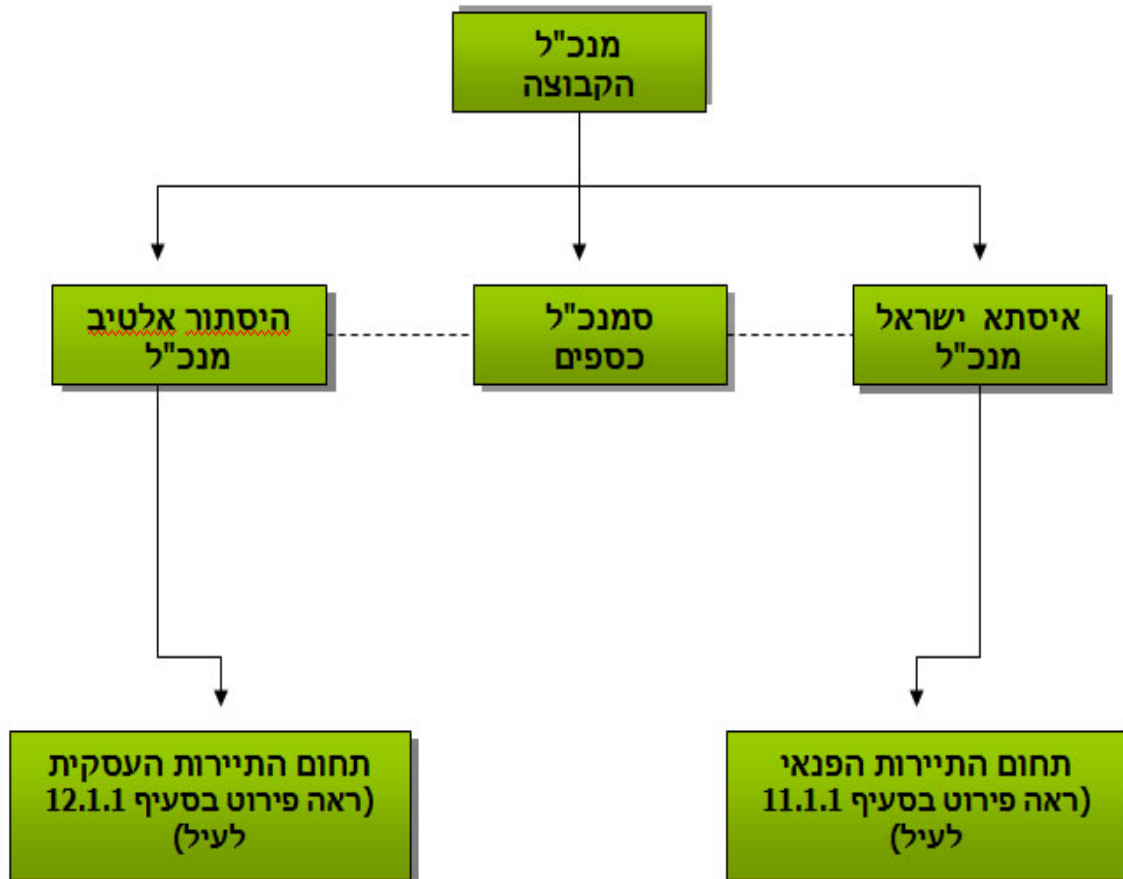 מנכ"ל
הקבוצה
איסתא ישראל
מנכ"ל
סמנכ"ל
כספים
היסתור אלטיב
מנכ"ל
תחום התיירות הפנאי
(ראה פירוט בסעיף 11.1.1
לעיל)
תחום התיירות העסקית
(ראה פירוט בסעיף 12.1.1
לעיל)